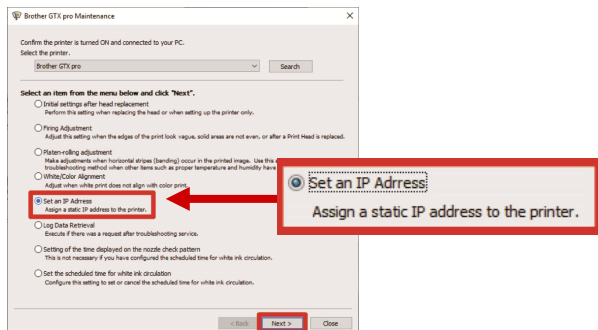 Brother GTX pro Maintenance
Confirm the printer is turned ON and connected to your PC.
Select the printer.
Brother GTX pro
Search
Select an item from the menu below and click "Next".
Initial settings after head replacement
Perform this setting when replacing the head or when setting up the printer only.
Firing Adjustment
Adjust this setting when the edges of the print look vague, solid areas are not even, or after a Print Head is replaced.
Platen-rolling adjustment
Make adjustments when horizontal stripes (banding) occur in the printed image. Use this
troubleshooting method when other items such as proper temperature and humidity have
White/Color Alignment
Adjust when white print does not align with color print.
Set an IP Adrress
Assign a static IP address to the printer.
Set an IP Adrress
Assign a static IP address to the printer.
Log Data Retrieval
Execute if there was a request after troubleshooting service.
Setting of the time displayed on the nozzle check pattern
This is not necessary if you have configured the scheduled time for white ink circulation.
Set the scheduled time for white ink circulation
Configure this setting to set or cancel the scheduled time for white ink circulation.
< Back
Next >
Close